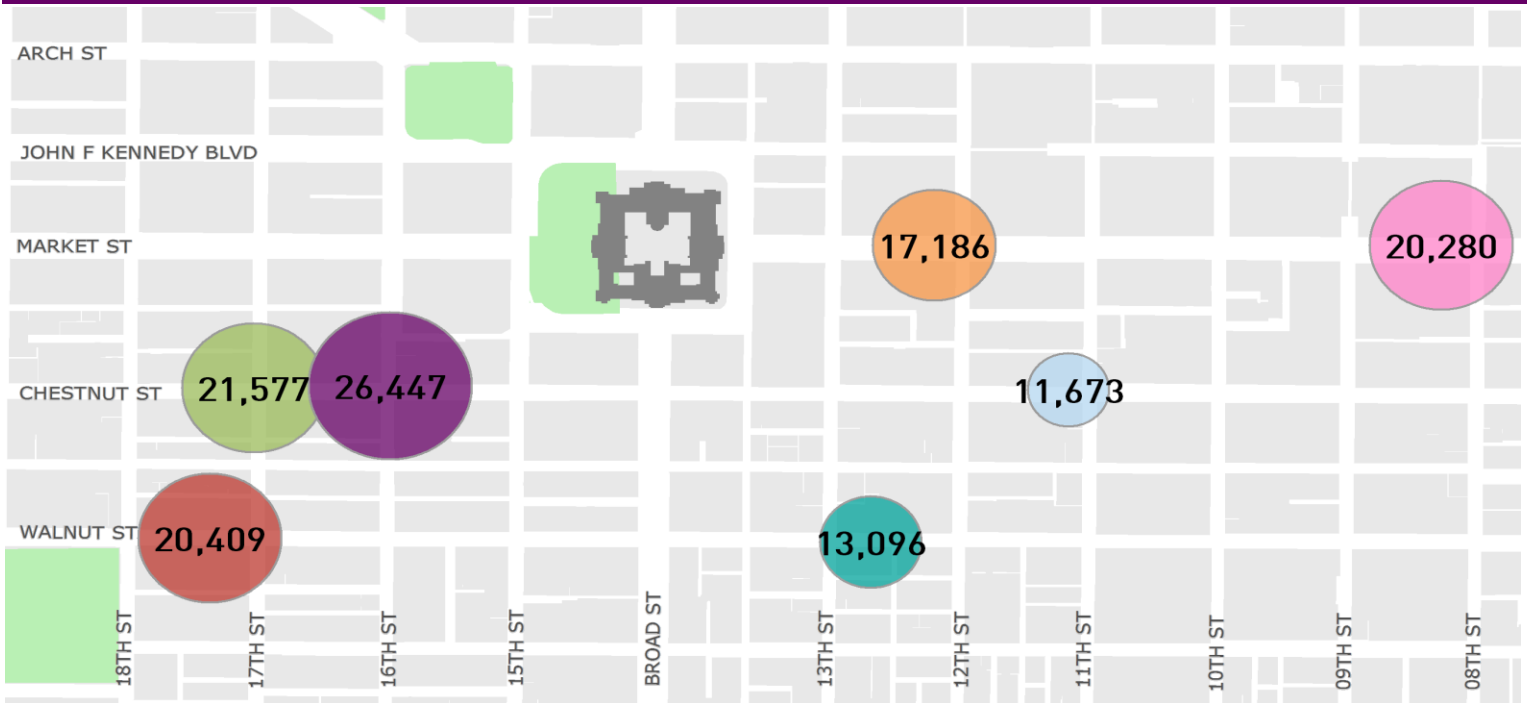 ARCH ST
JOHN F KENNEDY BLVD
MARKET ST
17,186
20,280
CHESTNUT ST
21,577
26,447
11,673
WALNUT ST
20,409
13,096
18TH ST
17TH ST
16TH ST
15TH ST
BROAD ST
13TH ST
12TH ST
11TH ST
10TH ST
09TH ST
08TH ST